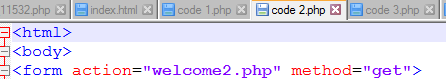 11532.php index.html code 1.php code 2.php code 3.php
<html>
<body>
<form action="welcome2.php" method="get">